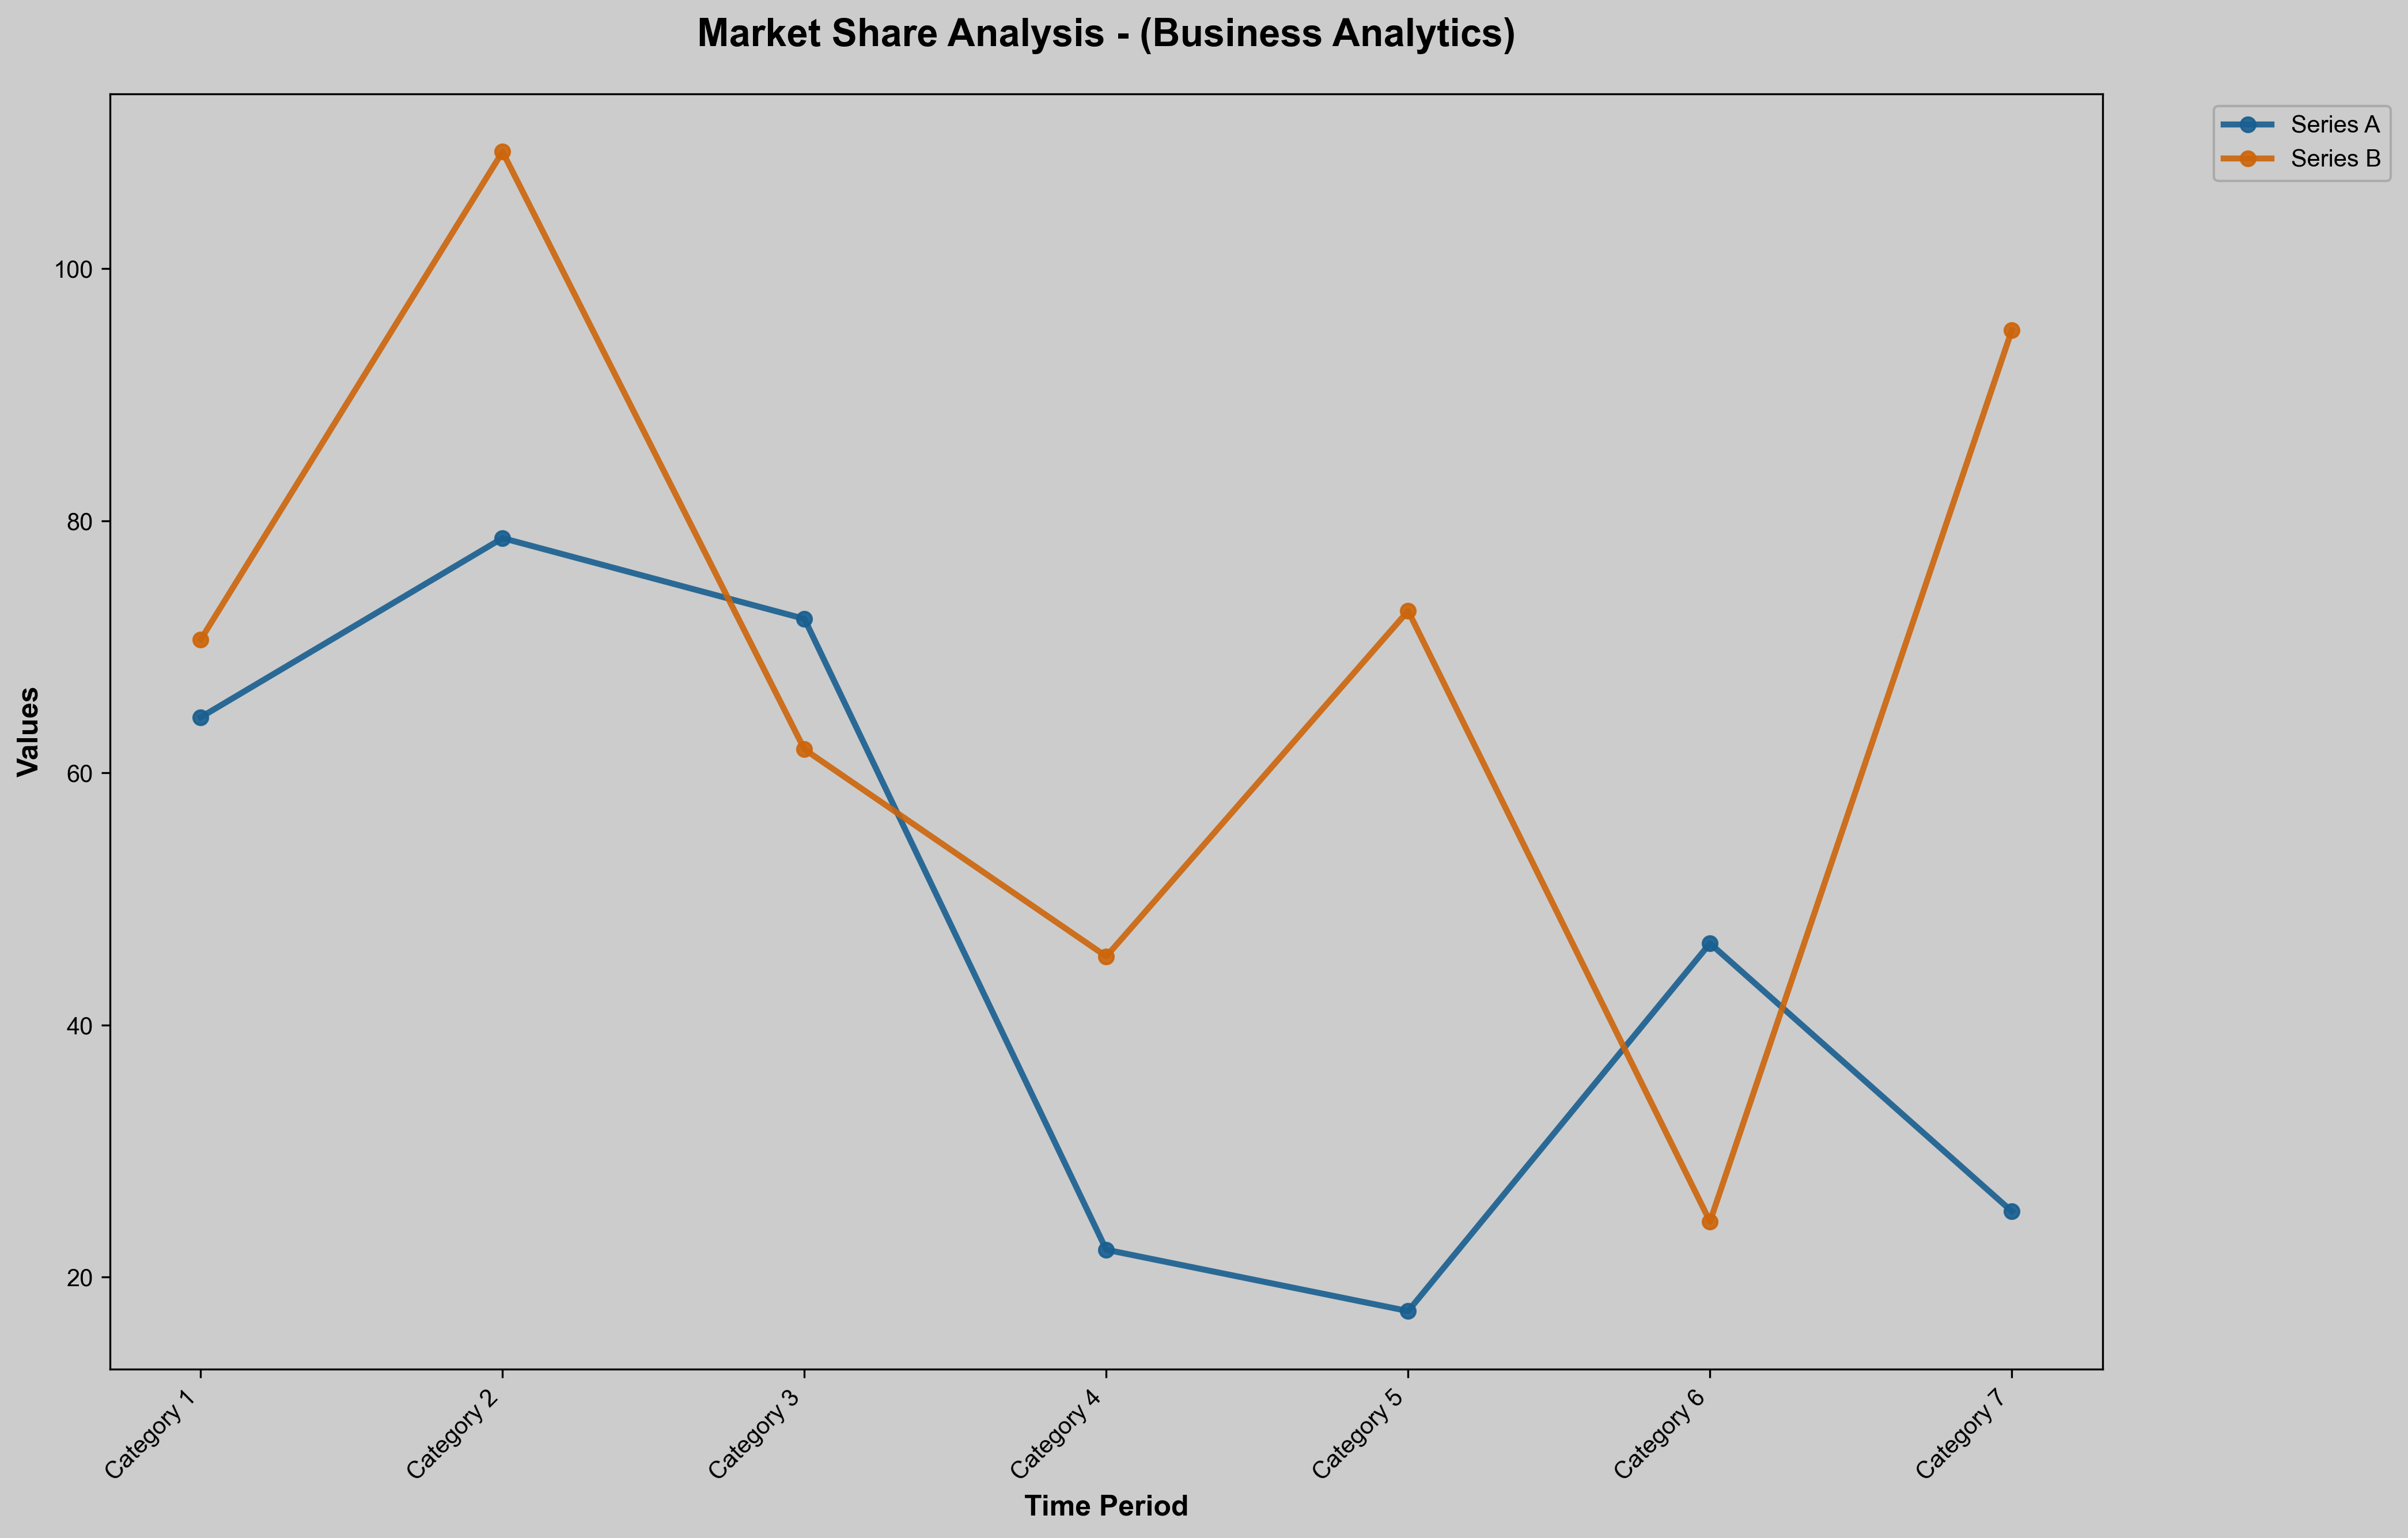 Market Share Analysis - (Business Analytics)
Series A
Series B
Values
100
80
60
40
20
Category 1
Category 2
Category 3
Category 4
Category 5
Category 6
Category 7
Time Period